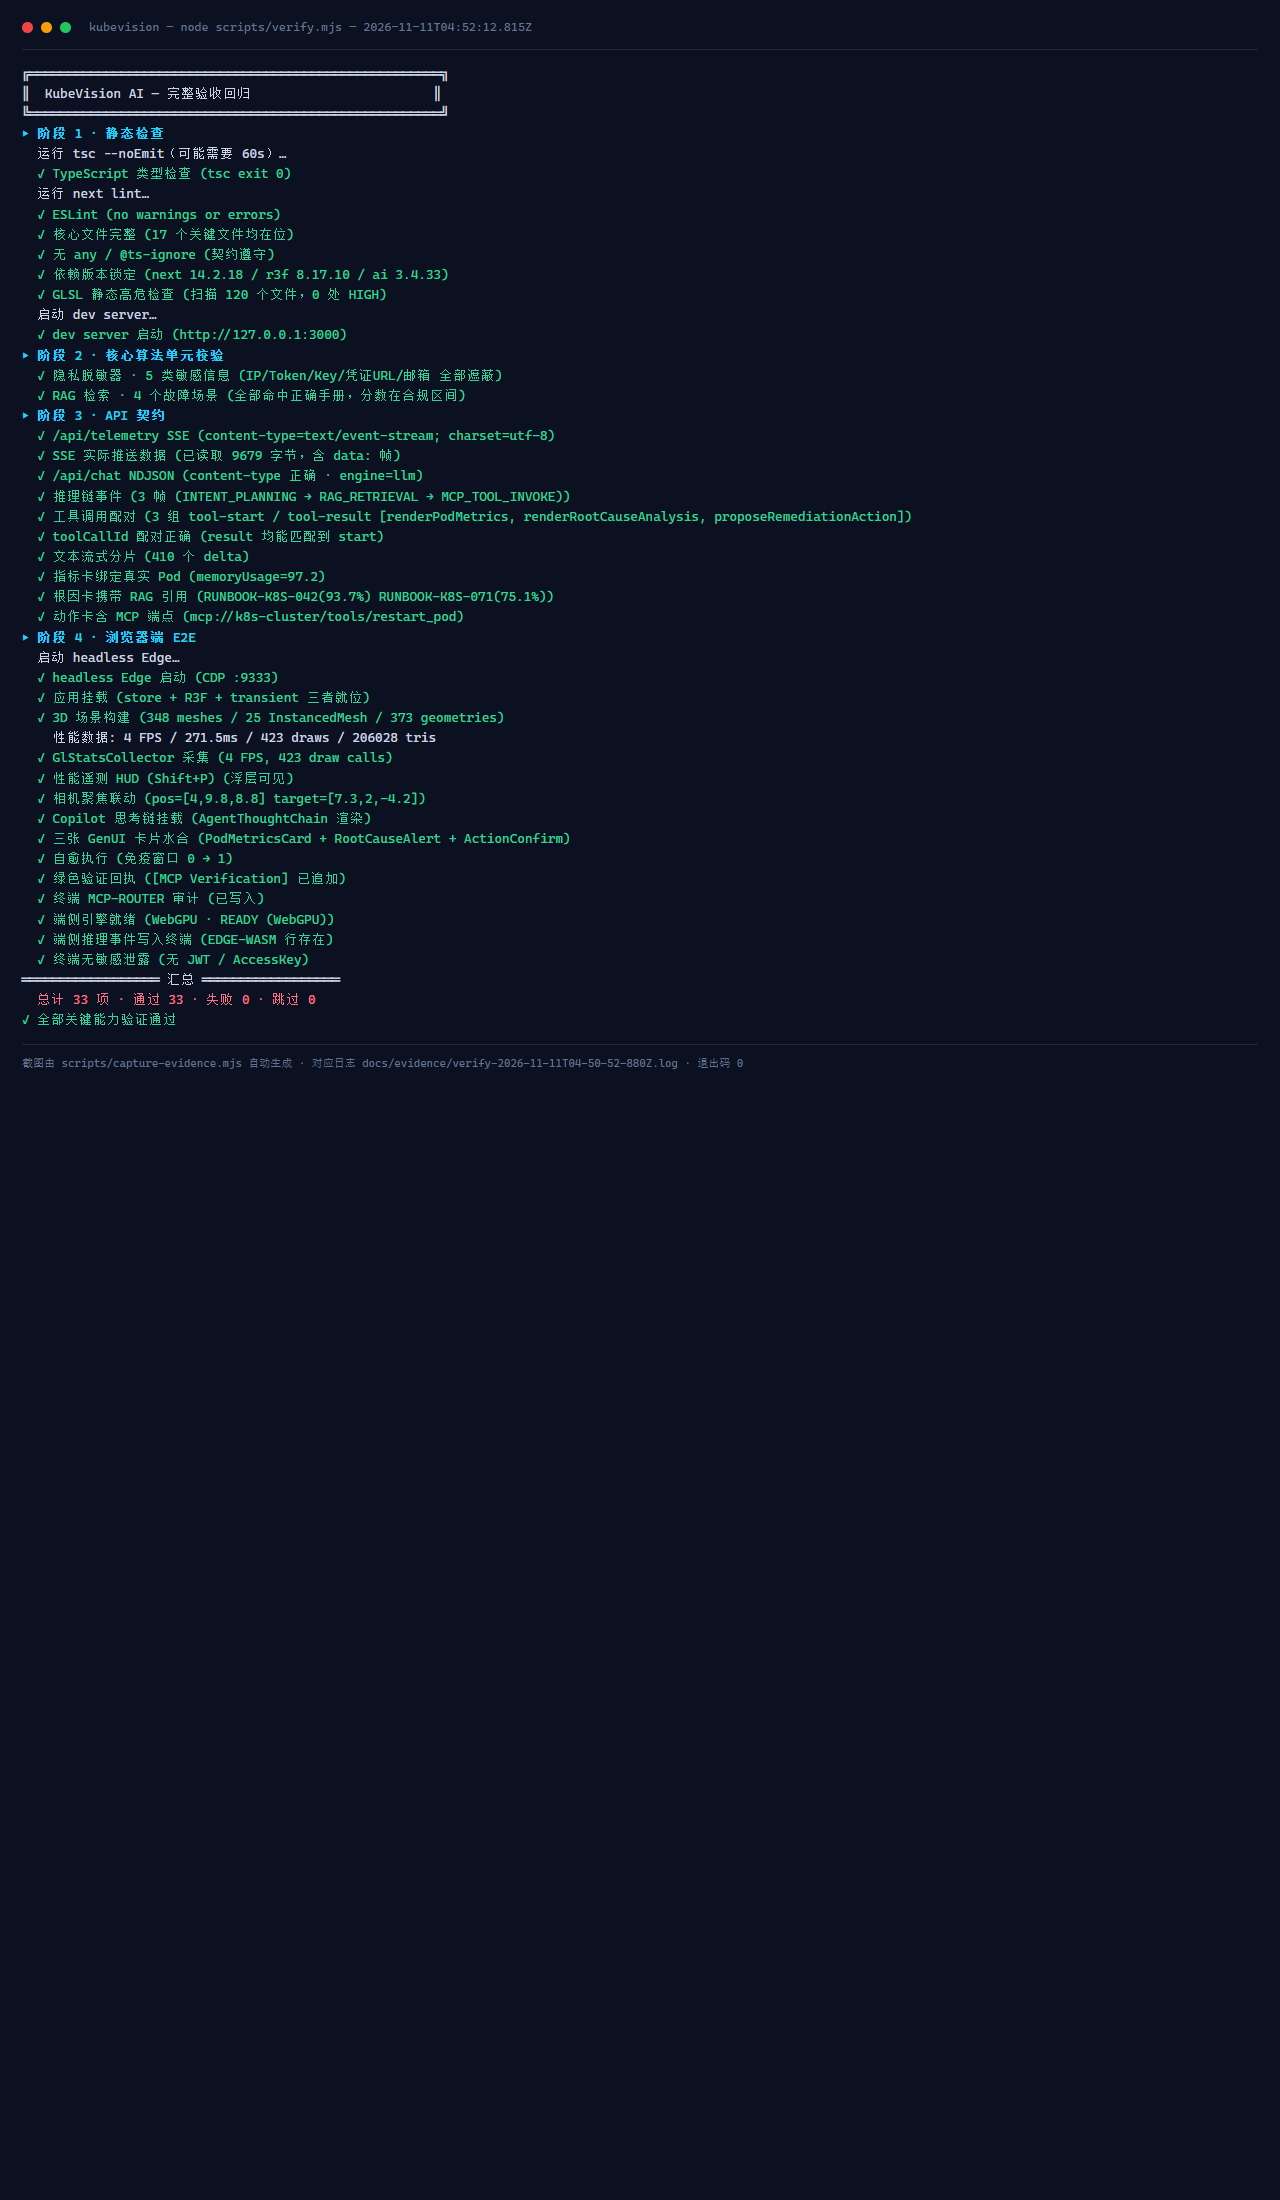 kubevision — node scripts/verify.mjs — 2026-11-11T04:52:12.815Z
╔══════════════════════════════════════════════════════╗
║  KubeVision AI — 完整验收回归                        ║
╚══════════════════════════════════════════════════════╝
▶ 阶段 1 · 静态检查
运行 tsc --noEmit（可能需要 60s）…
✓ TypeScript 类型检查 (tsc exit 0)
运行 next lint…
✓ ESLint (no warnings or errors)
✓ 核心文件完整 (17 个关键文件均在位)
✓ 无 any / @ts-ignore (契约遵守)
✓ 依赖版本锁定 (next 14.2.18 / r3f 8.17.10 / ai 3.4.33)
✓ GLSL 静态高危检查 (扫描 120 个文件，0 处 HIGH)
启动 dev server…
✓ dev server 启动 (http://127.0.0.1:3000)
▶ 阶段 2 · 核心算法单元校验
✓ 隐私脱敏器 · 5 类敏感信息 (IP/Token/Key/凭证URL/邮箱 全部遮蔽)
✓ RAG 检索 · 4 个故障场景 (全部命中正确手册，分数在合规区间)
▶ 阶段 3 · API 契约
✓ /api/telemetry SSE (content-type=text/event-stream; charset=utf-8)
✓ SSE 实际推送数据 (已读取 9679 字节，含 data: 帧)
✓ /api/chat NDJSON (content-type 正确 · engine=llm)
✓ 推理链事件 (3 帧 (INTENT_PLANNING → RAG_RETRIEVAL → MCP_TOOL_INVOKE))
✓ 工具调用配对 (3 组 tool-start / tool-result [renderPodMetrics, renderRootCauseAnalysis, proposeRemediationAction])
✓ toolCallId 配对正确 (result 均能匹配到 start)
✓ 文本流式分片 (410 个 delta)
✓ 指标卡绑定真实 Pod (memoryUsage=97.2)
✓ 根因卡携带 RAG 引用 (RUNBOOK-K8S-042(93.7%) RUNBOOK-K8S-071(75.1%))
✓ 动作卡含 MCP 端点 (mcp://k8s-cluster/tools/restart_pod)
▶ 阶段 4 · 浏览器端 E2E
启动 headless Edge…
✓ headless Edge 启动 (CDP :9333)
✓ 应用挂载 (store + R3F + transient 三者就位)
✓ 3D 场景构建 (348 meshes / 25 InstancedMesh / 373 geometries)
性能数据: 4 FPS / 271.5ms / 423 draws / 206028 tris
✓ GlStatsCollector 采集 (4 FPS, 423 draw calls)
✓ 性能遥测 HUD (Shift+P) (浮层可见)
✓ 相机聚焦联动 (pos=[4,9.8,8.8] target=[7.3,2,-4.2])
✓ Copilot 思考链挂载 (AgentThoughtChain 渲染)
✓ 三张 GenUI 卡片水合 (PodMetricsCard + RootCauseAlert + ActionConfirm)
✓ 自愈执行 (免疫窗口 0 → 1)
✓ 绿色验证回执 ([MCP Verification] 已追加)
✓ 终端 MCP-ROUTER 审计 (已写入)
✓ 端侧引擎就绪 (WebGPU · READY (WebGPU))
✓ 端侧推理事件写入终端 (EDGE-WASM 行存在)
✓ 终端无敏感泄露 (无 JWT / AccessKey)
══════════════════ 汇总 ══════════════════
总计 33 项 · 通过 33 · 失败 0 · 跳过 0
✓ 全部关键能力验证通过
截图由 scripts/capture-evidence.mjs 自动生成 · 对应日志 docs/evidence/verify-2026-11-11T04-50-52-880Z.log · 退出码 0